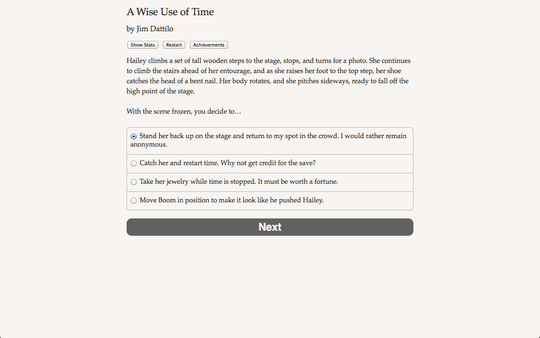 A Wise Use of Time
by Jim Dattilo
Show Stats Restart Achievements
Hailey climbs a set of tall wooden steps to the stage, stops, and turns for a photo. She continues
to climb the stairs ahead of her entourage, and as she raises her foot to the top step, her shoe
catches the head of a bent nail. Her body rotates, and she pitches sideways, ready to fall off the
high point of the stage.
With the scene frozen, you decide to…
Stand her back up on the stage and return to my spot in the crowd. I would rather remain
anonymous.
Catch her and restart time. Why not get credit for the save?
Take her jewelry while time is stopped. It must be worth a fortune.
Move Boom in position to make it look like he pushed Hailey.
Next